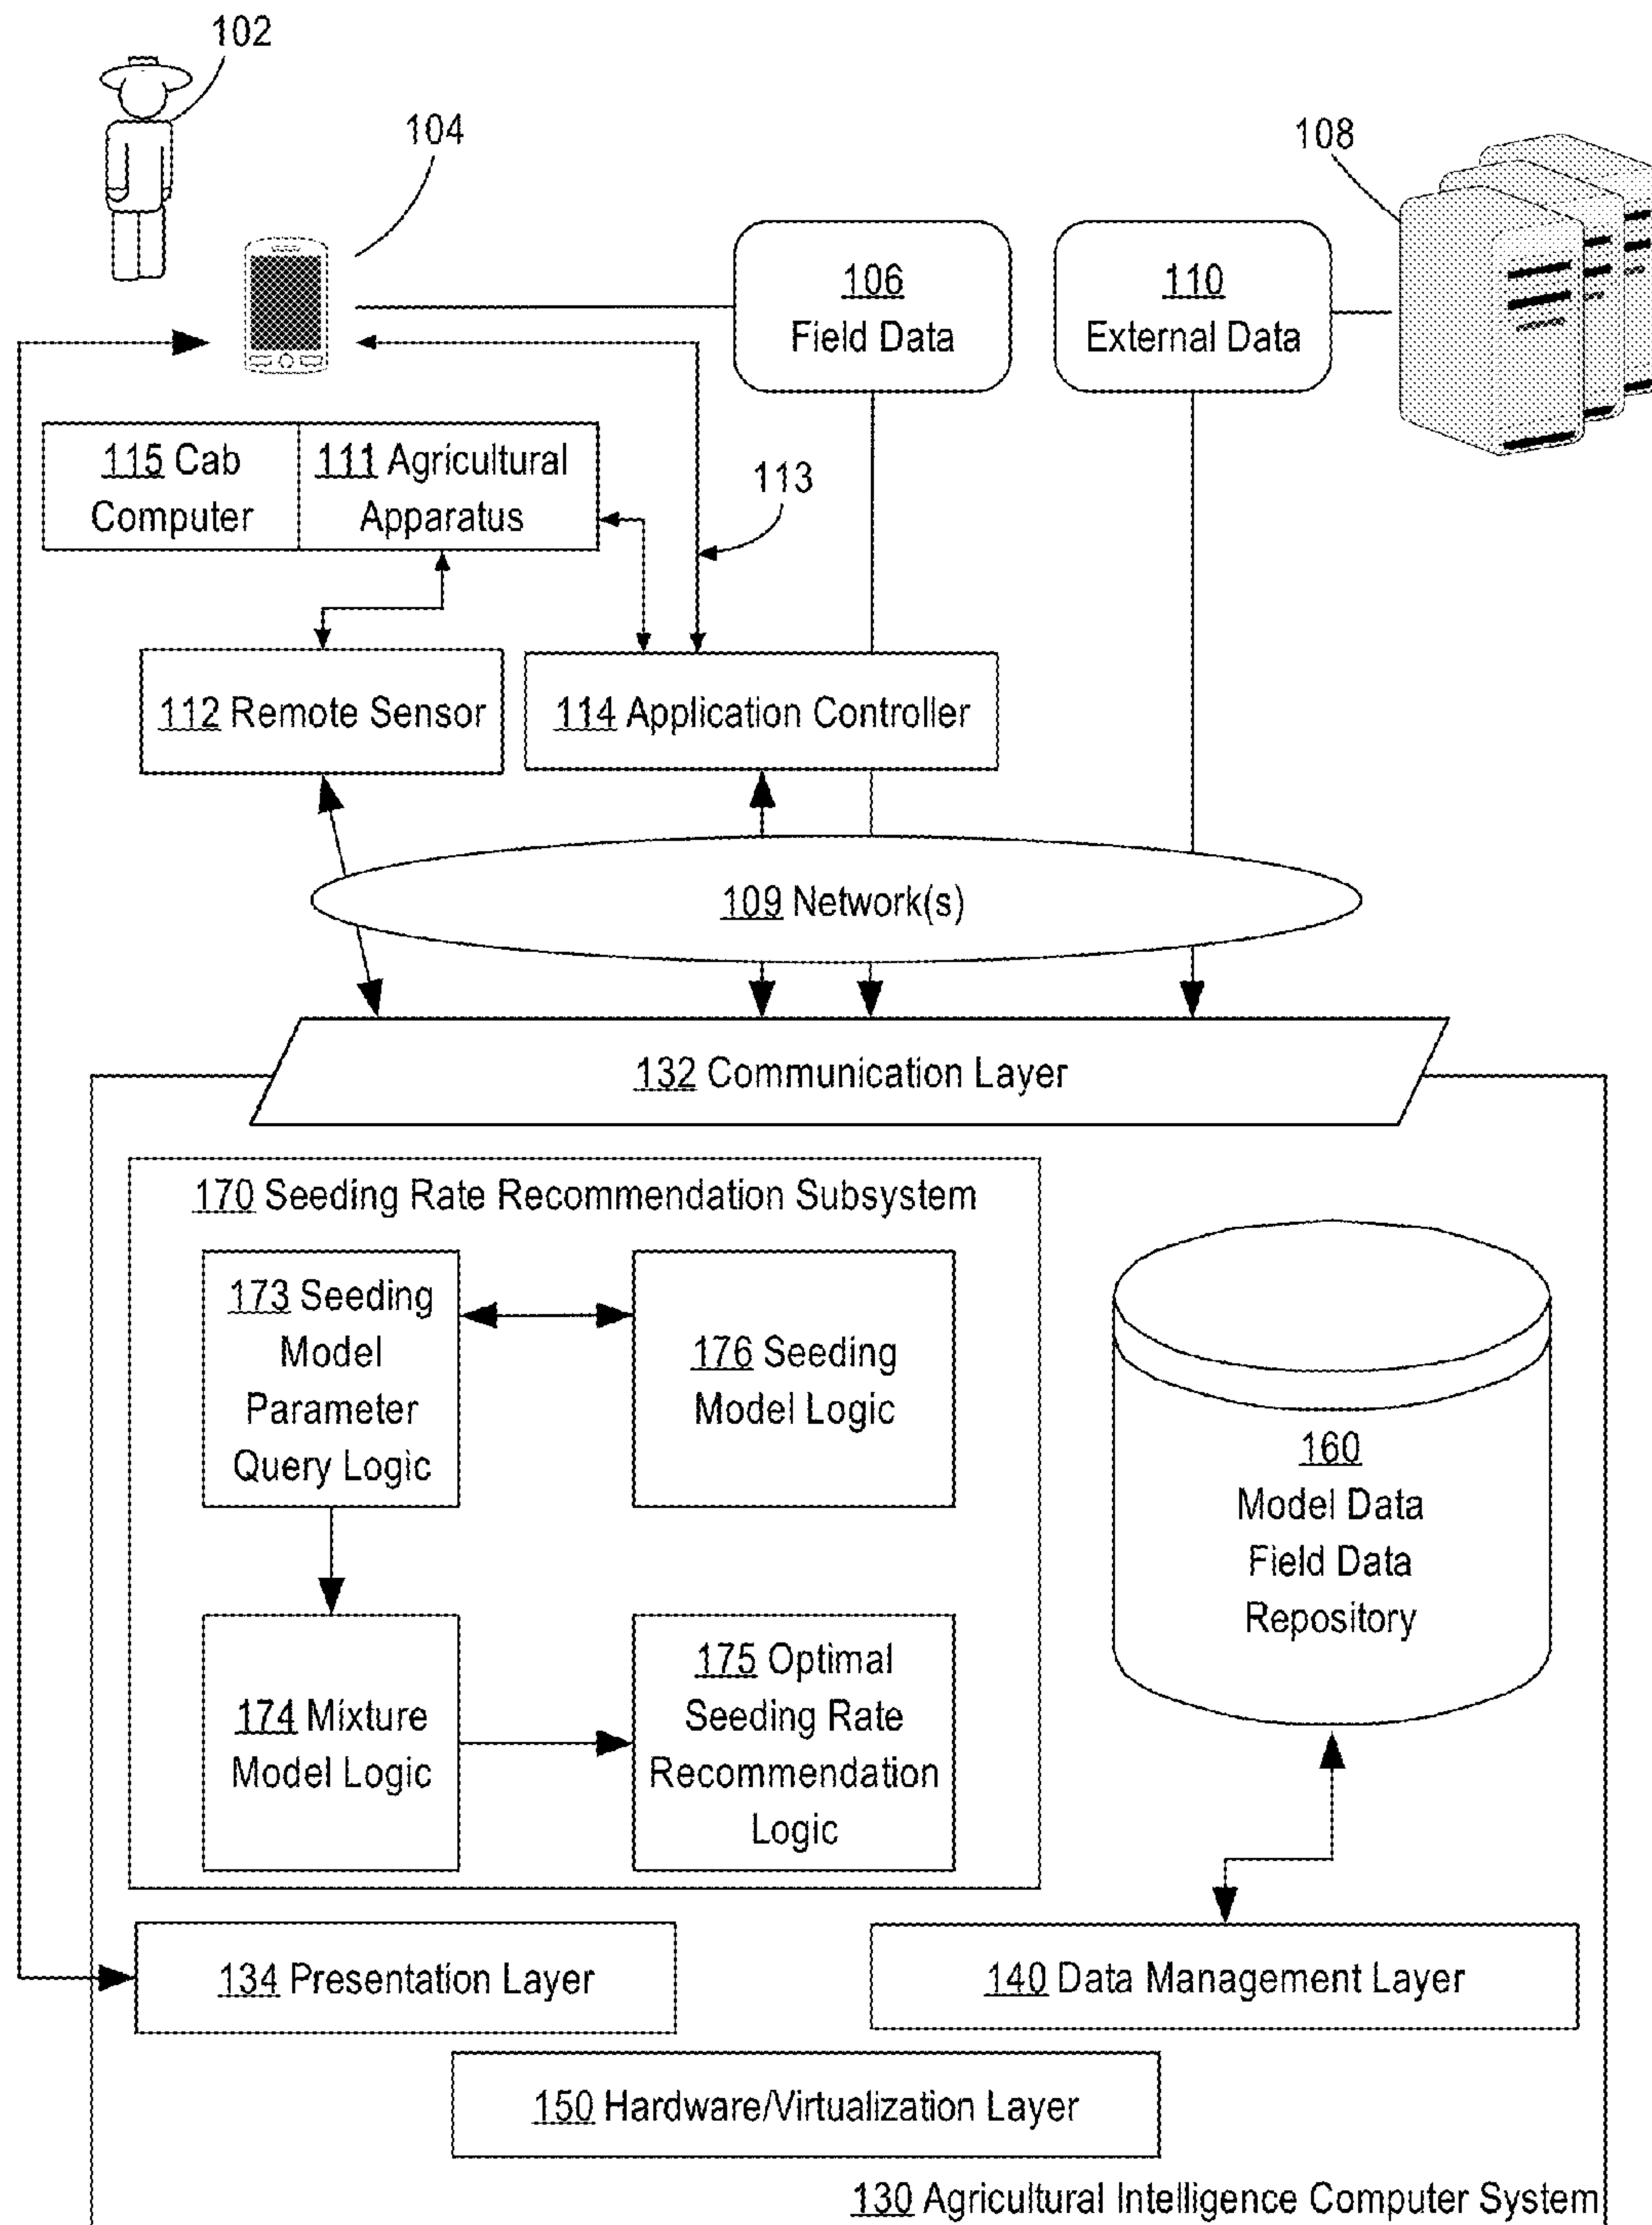 102
104
108
106
Field Data
110
External Data
115 Cab
Computer
111 Agricultural
Apparatus
113
112 Remote Sensor
114 Application Controller
109 Network(s)
132 Communication Layer
170 Seeding Rate Recommendation Subsystem
173 Seeding
Model
Parameter
Query Logic
176 Seeding
Model Logic
160
Model Data
Field Data
Repository
174 Mixture
Model Logic
175 Optimal
Seeding Rate
Recommendation
Logic
134 Presentation Layer
140 Data Management Layer
150 Hardware/Virtualization Layer
130 Agricultural Intelligence Computer System